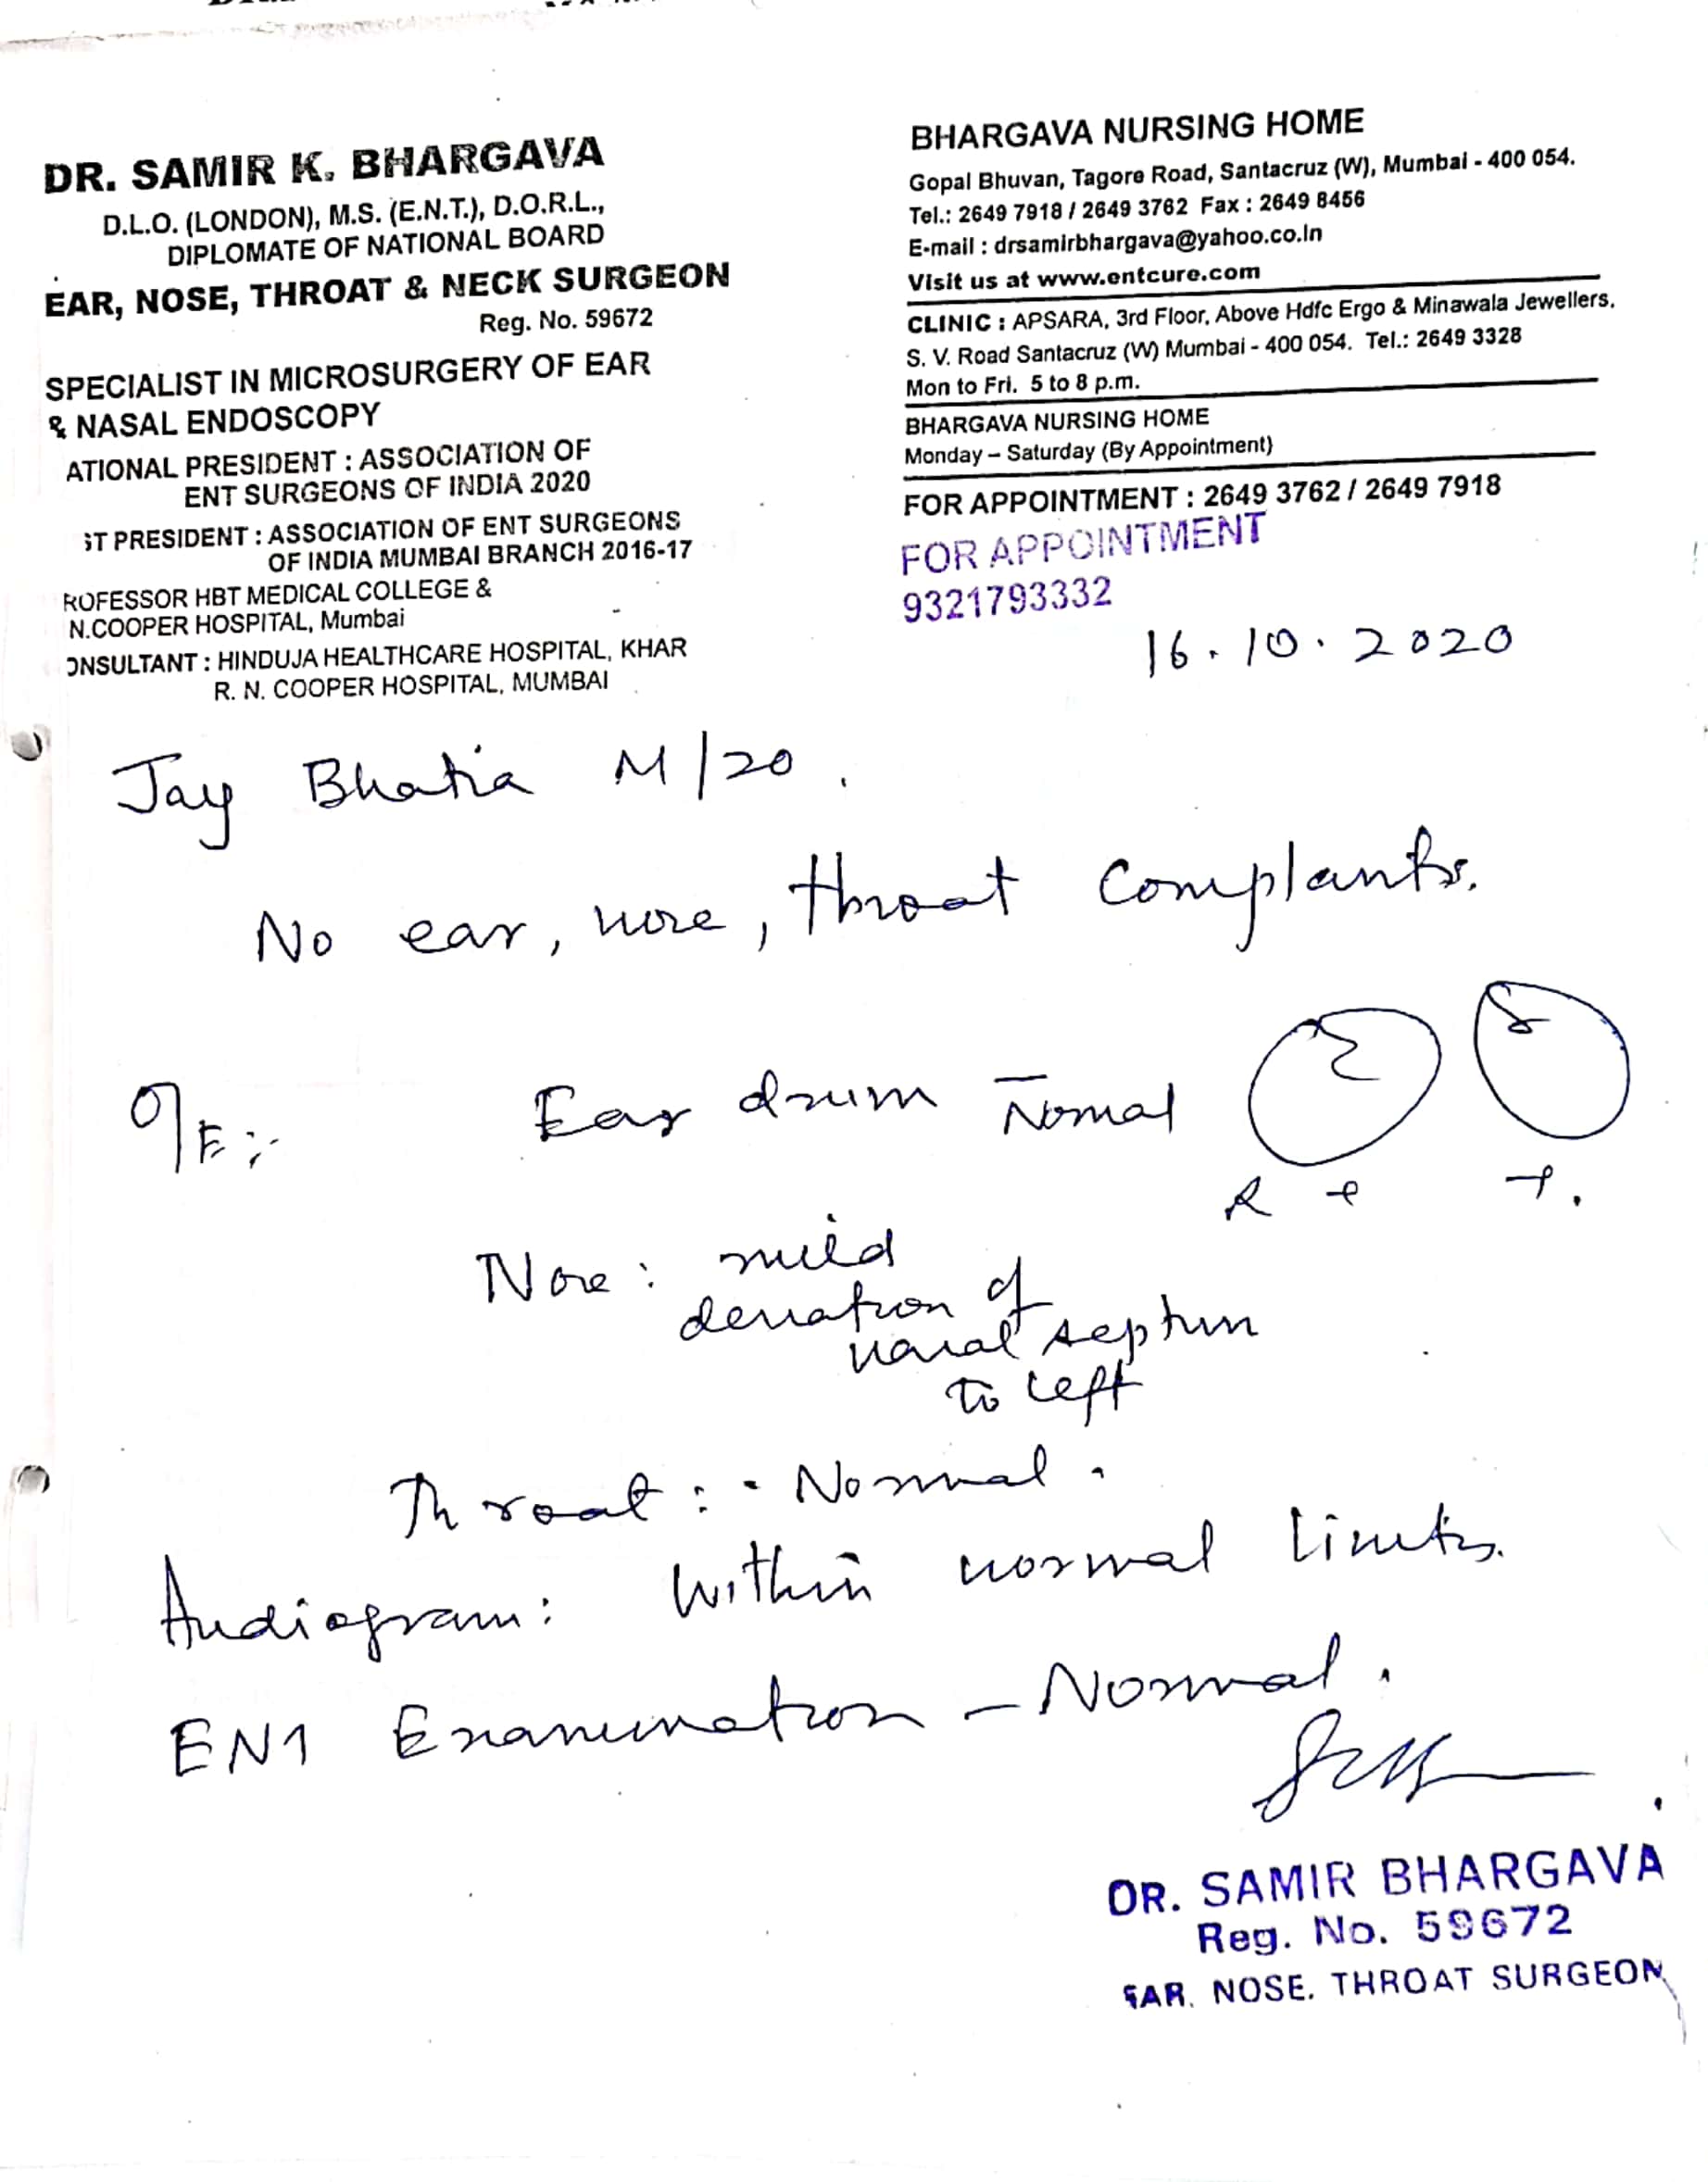 DR. SAMIR K. BHARGAVA
D.L.O. (LONDON), M.S. (E.N.T.), D.O.R.L.,
DIPLOMATE OF NATIONAL BOARD
EAR, NOSE, THROAT & NECK SURGEON
Reg. No. 59672
SPECIALIST IN MICROSURGERY OF EAR
& NASAL ENDOSCOPY
ATIONAL PRESIDENT : ASSOCIATION OF
ENT SURGEONS OF INDIA 2020
ST PRESIDENT : ASSOCIATION OF ENT SURGEONS
OF INDIA MUMBAI BRANCH 2016-17
ROFESSOR HBT MEDICAL COLLEGE &
N.COOPER HOSPITAL, Mumbai
ONSULTANT : HINDUJA HEALTHCARE HOSPITAL, KHAR
R. N. COOPER HOSPITAL, MUMBAI
BHARGAVA NURSING HOME
Gopal Bhuvan, Tagore Road, Santacruz (W), Mumbai - 400 054.
Tel.: 2649 7918 / 2649 3762 Fax : 2649 8456
E-mail : drsamirbhargava@yahoo.co.in
Visit us at www.entcure.com
CLINIC : APSARA, 3rd Floor, Above Hdfc Ergo & Minawala Jewellers.
S. V. Road Santacruz (W) Mumbai - 400 054. Tel.: 2649 3328
Mon to Fri. 5 to 8 p.m.
BHARGAVA NURSING HOME
Monday – Saturday (By Appointment)
FOR APPOINTMENT : 2649 3762 / 2649 7918
FOR APPOINTMENT
9321793332
16.10.2020
Jay Bhatia M/20.
No ear, nose, throat Complants.
O/E:- Ear drum Normal
R
Nose: mild
deviation of
nasal septum
to left
Throat:- Normal.
Audiogram: Within normal limits.
ENT Examination - Normal.
DR. SAMIR BHARGAVA
Reg. No. 59672
EAR. NOSE. THROAT SURGEON